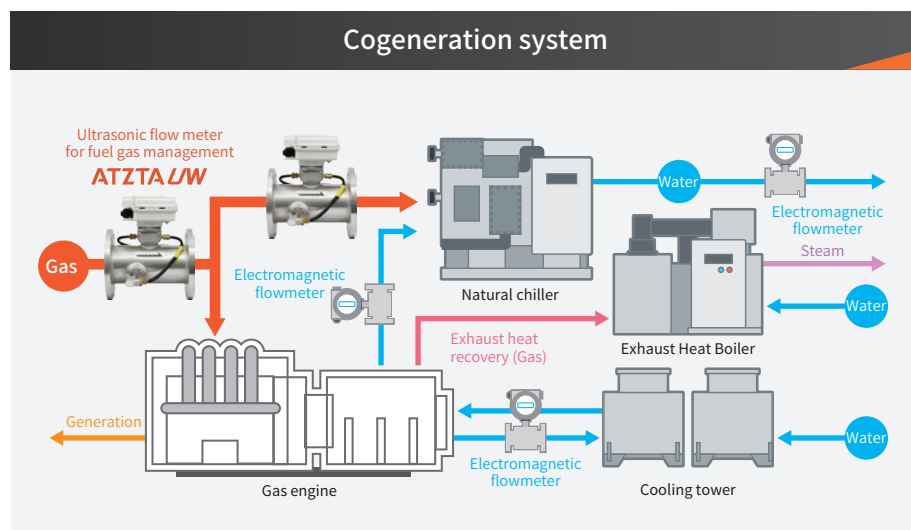 Cogeneration system
Ultrasonic flow meter
for fuel gas management
ATZTA UW
Gas
Electromagnetic
flowmeter
Natural chiller
Water
Electromagnetic
flowmeter
Steam
Water
Exhaust Heat Boiler
Exhaust heat
recovery (Gas)
Generation
Gas engine
Electromagnetic
flowmeter
Cooling tower
Water